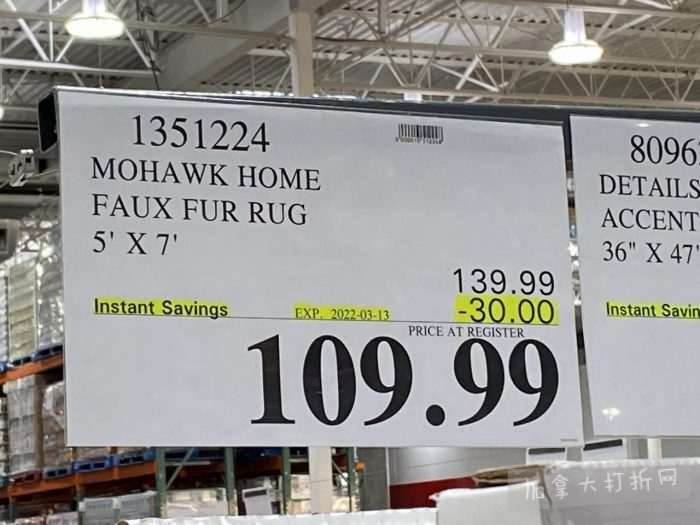 1351224
MOHAWK HOME
FAUX FUR RUG
5' X 7'
139.99
Instant Savings EXP. 2022-03-13 -30.00
PRICE AT REGISTER
109.99
8096
DETAILS
ACCENT
36" X 47"
Instant Savin
加拿大打折网